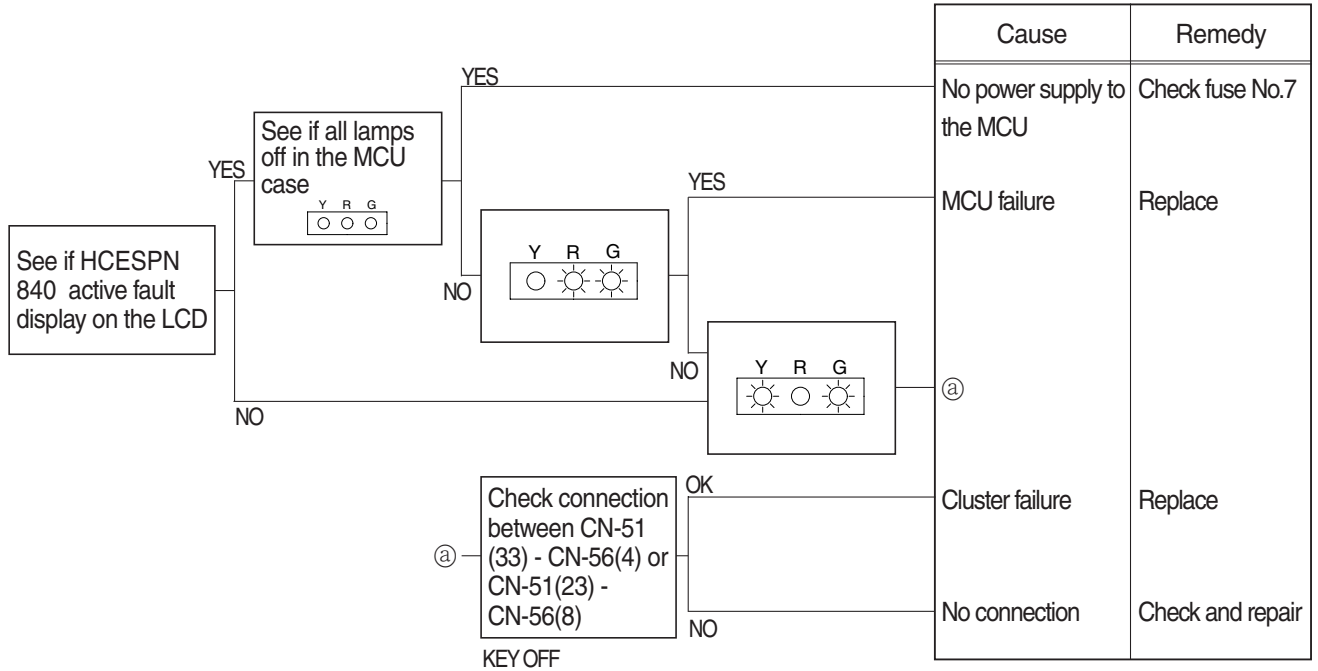 Cause Remedy
YES
No power supply to Check fuse No.7
the MCU
See if all lamps
off in the MCU
case
Y R G
YES
YES
MCU failure Replace
See if HCESPN
840 active fault
display on the LCD
Y R G
NO
NO
Y R G
ⓐ
NO
Check connection
between CN-51
(33) - CN-56(4) or
CN-51(23) -
CN-56(8)
ⓐ
OK
Cluster failure Replace
NO
No connection Check and repair
KEY OFF